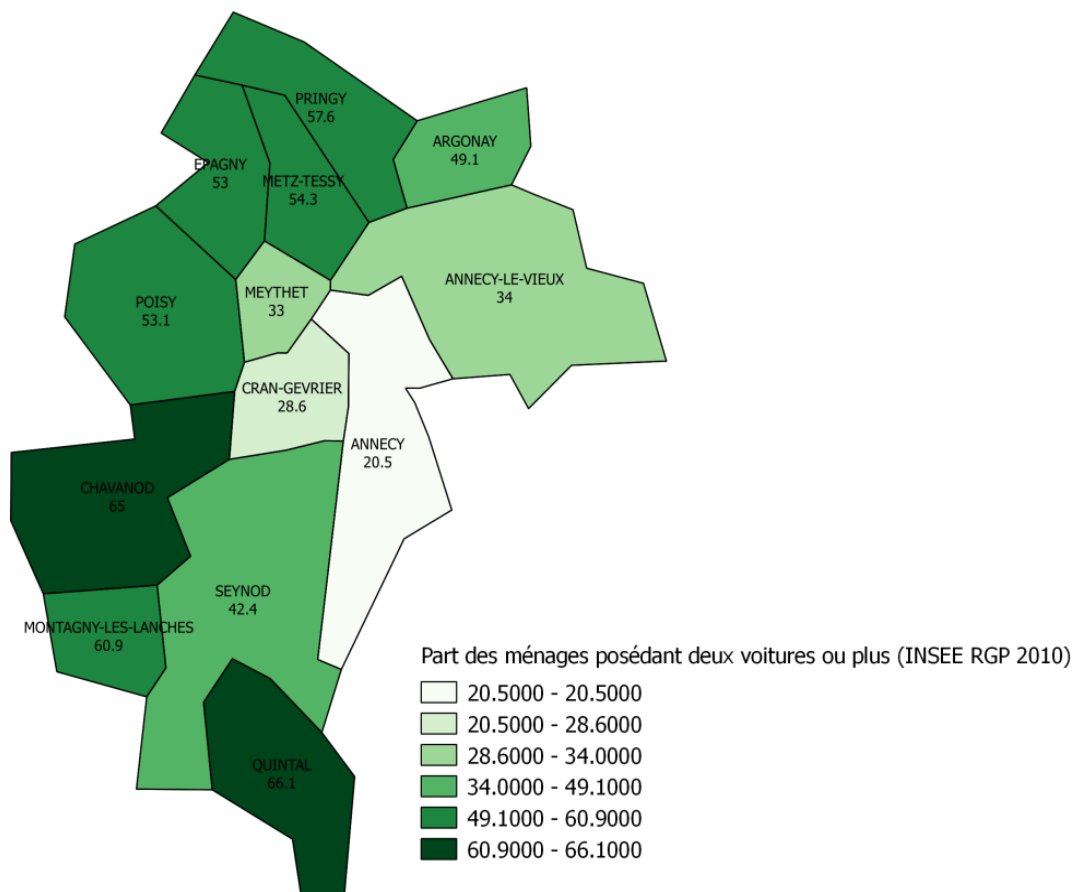 PRINGY
57.6
ARGONAY
49.1
EPAGNY
53
METZ-TESSY
54.3
ANNECY-LE-VIEUX
34
MEYTHET
33
POISY
53.1
CRAN-GEVRIER
28.6
ANNECY
20.5
CHAVANOD
65
SEYNOD
42.4
MONTAGNY-LES-LANCHES
60.9
QUINTAL
66.1
Part des ménages posédant deux voitures ou plus (INSEE RGP 2010)
20.5000 - 20.5000
20.5000 - 28.6000
28.6000 - 34.0000
34.0000 - 49.1000
49.1000 - 60.9000
60.9000 - 66.1000